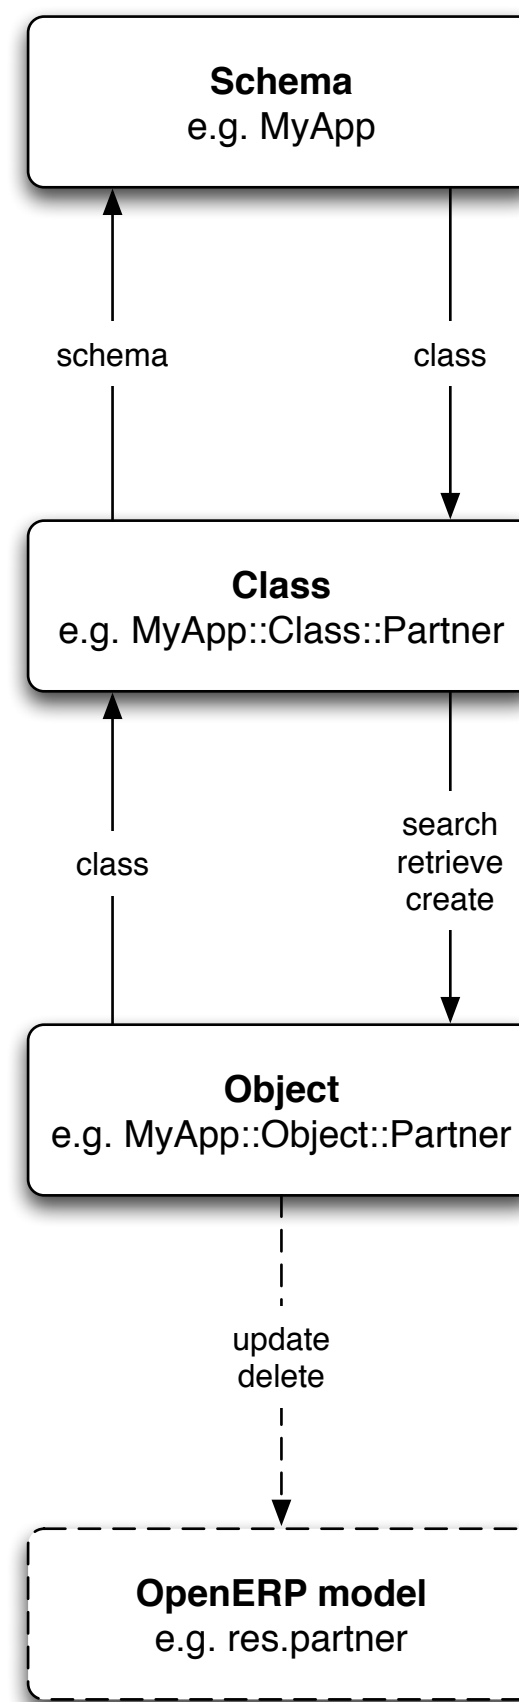 Schema
e.g. MyApp
schema
class
Class
e.g. MyApp::Class::Partner
class
search
retrieve
create
Object
e.g. MyApp::Object::Partner
update
delete
OpenERP model
e.g. res.partner